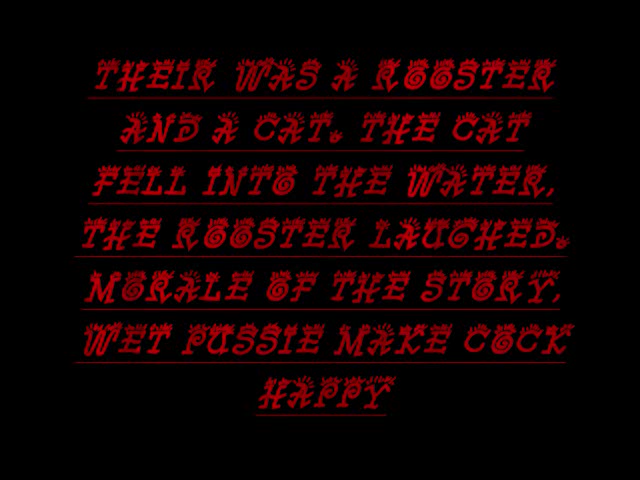 THEIR WAS A ROOSTER
AND A CAT. THE CAT
FELL INTO THE WATER,
THE ROOSTER LAUGHED.
MORALE OF THE STORY,
WET PUSSIE MAKE COCK
HAPPY